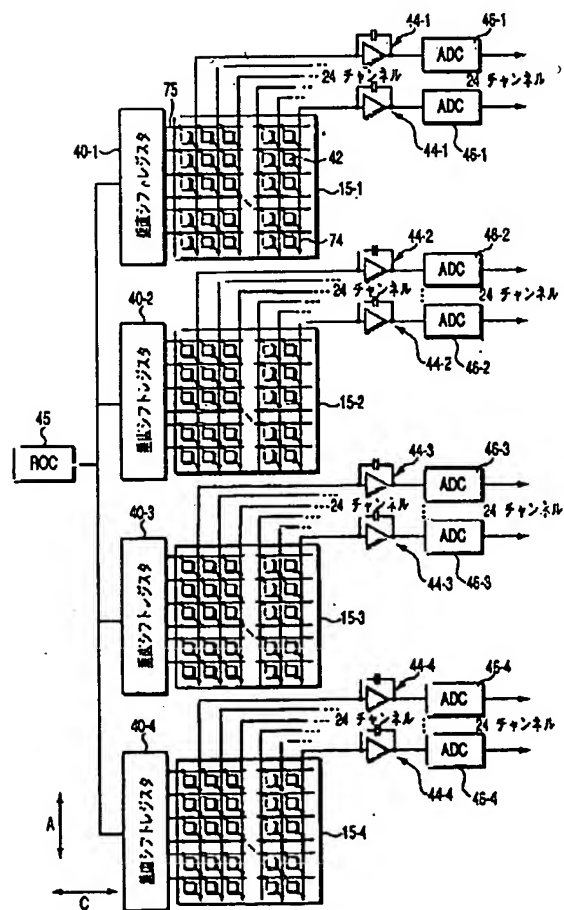 44-1
46-1
ADC
24 チャンネル
24 チャンネル
75
ADC
40-1
44-1
46-1
垂直シフトレジスタ
42
15-1
74
44-2
46-2
ADC
24 チャンネル
24 チャンネル
40-2
ADC
44-2
46-2
垂直シフトレジスタ
15-2
45
ROC
44-3
46-3
ADC
24 チャンネル
24 チャンネル
40-3
ADC
44-3
46-3
垂直シフトレジスタ
15-3
44-4
46-4
ADC
24 チャンネル
24 チャンネル
40-4
ADC
44-4
46-4
垂直シフトレジスタ
15-4
A
C